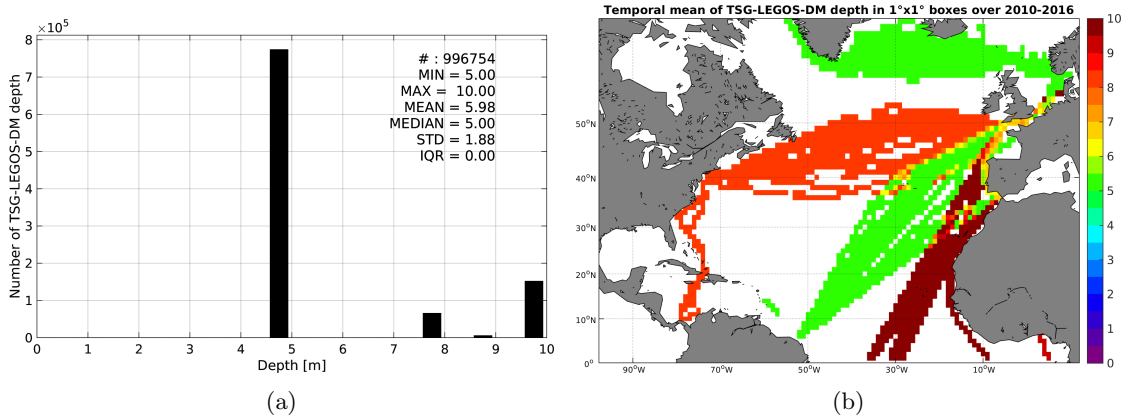 ×10⁵
8
7
6
5
4
3
2
1
0
Number of TSG-LEGOS-DM depth
# : 996754
MIN = 5.00
MAX = 10.00
MEAN = 5.98
MEDIAN = 5.00
STD = 1.88
IQR = 0.00
0 1 2 3 4 5 6 7 8 9 10
Depth [m]
(a)
Temporal mean of TSG-LEGOS-DM depth in 1°x1° boxes over 2010-2016
50°N
40°N
30°N
20°N
10°N
0°
90°W 80°W 70°W 60°W 50°W 40°W 30°W 20°W 10°W
10
9
8
7
6
5
4
3
2
1
0
(b)